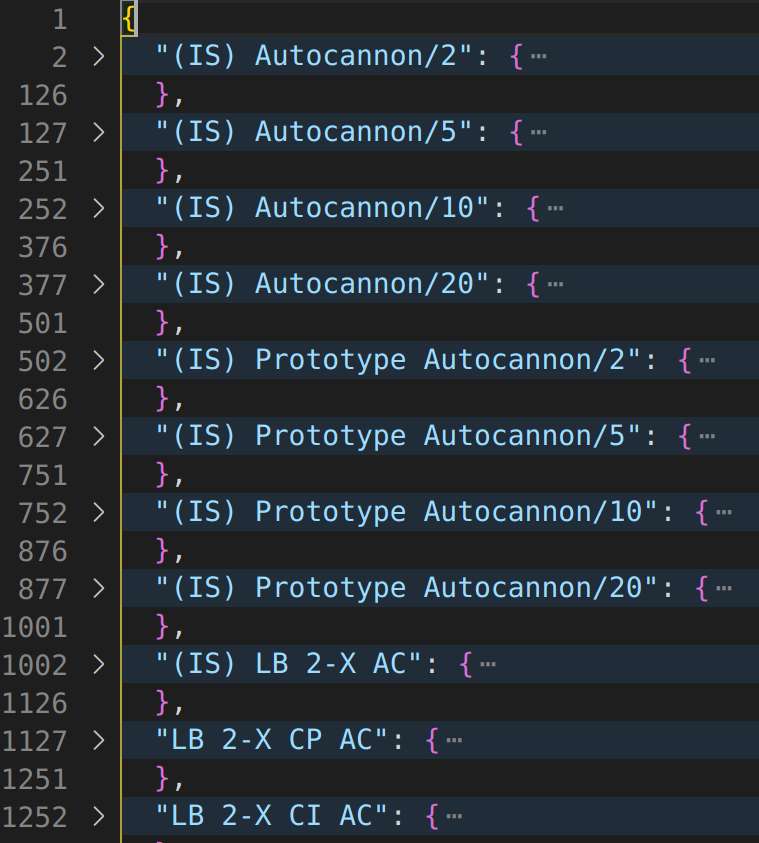 1 {
2 > "(IS) Autocannon/2": { ⋯
126 },
127 > "(IS) Autocannon/5": { ⋯
251 },
252 > "(IS) Autocannon/10": { ⋯
376 },
377 > "(IS) Autocannon/20": { ⋯
501 },
502 > "(IS) Prototype Autocannon/2": { ⋯
626 },
627 > "(IS) Prototype Autocannon/5": { ⋯
751 },
752 > "(IS) Prototype Autocannon/10": { ⋯
876 },
877 > "(IS) Prototype Autocannon/20": { ⋯
1001 },
1002 > "(IS) LB 2-X AC": { ⋯
1126 },
1127 > "LB 2-X CP AC": { ⋯
1251 },
1252 > "LB 2-X CI AC": { ⋯